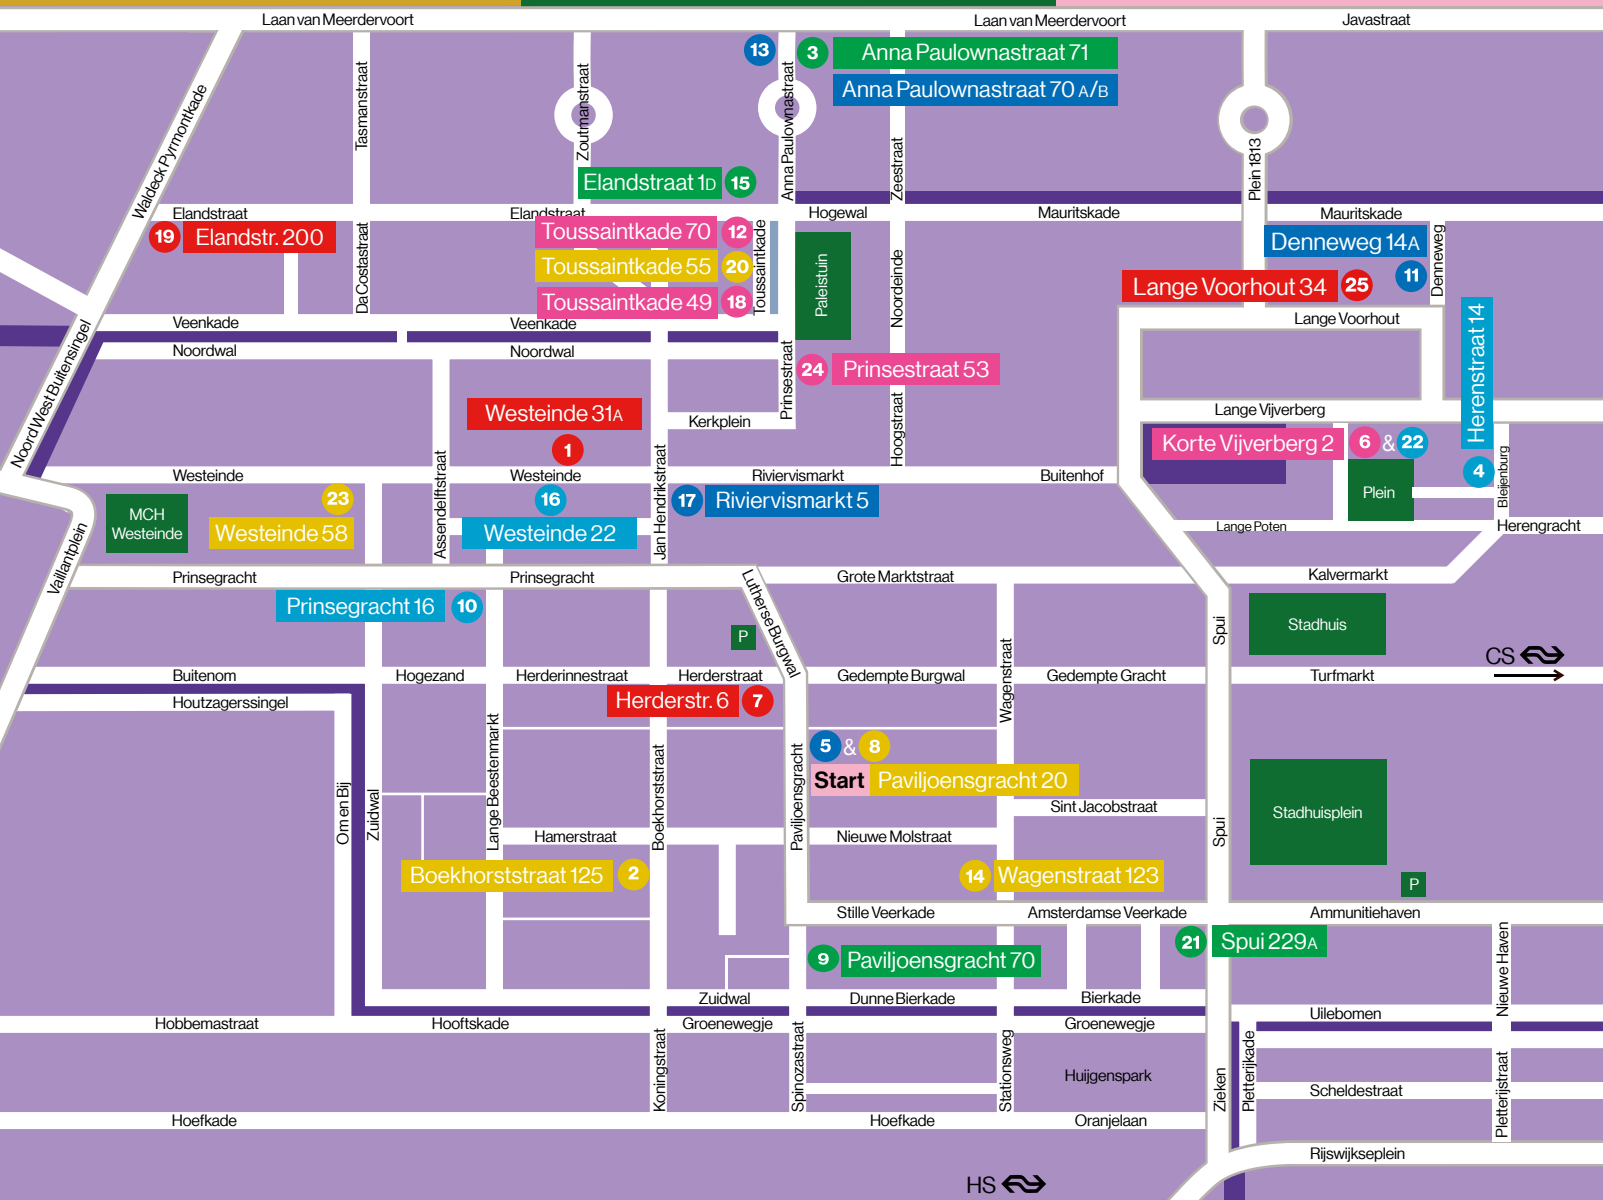 Laan van Meerdervoort
Laan van Meerdervoort
Javastraat
Waldeck Pyrmontkade
Tasmanstraat
Zoutmanstraat
13
3
Anna Paulownastraat 71
Anna Paulownastraat 70 A/B
Anna Paulownastraat
Zeestraat
Plein 1813
Elandstraat 1D
15
Elandstraat
Elandstraat
Hogewal
Mauritskade
Mauritskade
19
Elandstr. 200
DaCostastraat
Toussaintkade 70
12
Toussaintkade 55
20
Toussaintkade 49
18
Toussaintkade
Paleistuin
Noordeinde
Denneweg 14A
11
Denneweg
Lange Voorhout 34
25
Lange Voorhout
Herenstraat 14
4
Veenkade
Veenkade
Noordwal
Noordwal
Noord West Buitensingel
Prinsestraat
24
Prinsestraat 53
Hoogstraat
Westeinde 31A
1
Kerkplein
Lange Vijverberg
Korte Vijverberg 2
6
&
22
Plein
Bleijenburg
Westeinde
Westeinde
Riviervismarkt
Buitenhof
Assendelftstraat
Jan Hendrikstraat
MCH
Westeinde
23
Westeinde 58
16
Westeinde 22
17
Riviervismarkt 5
Lange Poten
Herengracht
Vaillantplein
Prinsegracht
Prinsegracht
Lutherse Burgwal
Grote Marktstraat
Kalvermarkt
Prinsegracht 16
10
P
Spui
Stadhuis
CS
Buitenom
Hogezand
Herderinnestraat
Herderstraat
Gedempte Burgwal
Wagenstraat
Gedempte Gracht
Turfmarkt
Houtzagerssingel
Herderstr. 6
7
5
&
8
Start
Paviljoensgracht 20
Om en Bij
Zuidwal
Lange Beestenmarkt
Boekhorststraat
Paviljoensgracht
Sint Jacobstraat
Spui
Stadhuisplein
Hamerstraat
Nieuwe Molstraat
Boekhorststraat 125
2
14
Wagenstraat 123
P
Stille Veerkade
Amsterdamse Veerkade
Ammunitiehaven
9
Paviljoensgracht 70
21
Spui 229A
Nieuwe Haven
Zuidwal
Dunne Bierkade
Bierkade
Uilebomen
Hobbemastraat
Hooftskade
Groenewegje
Groenewegje
Koningstraat
Spinozastraat
Stationsweg
Huijgenspark
Zieken
Pletterijkade
Scheldestraat
Pletterijstraat
Hoefkade
Hoefkade
Oranjelaan
Rijswijkseplein
HS